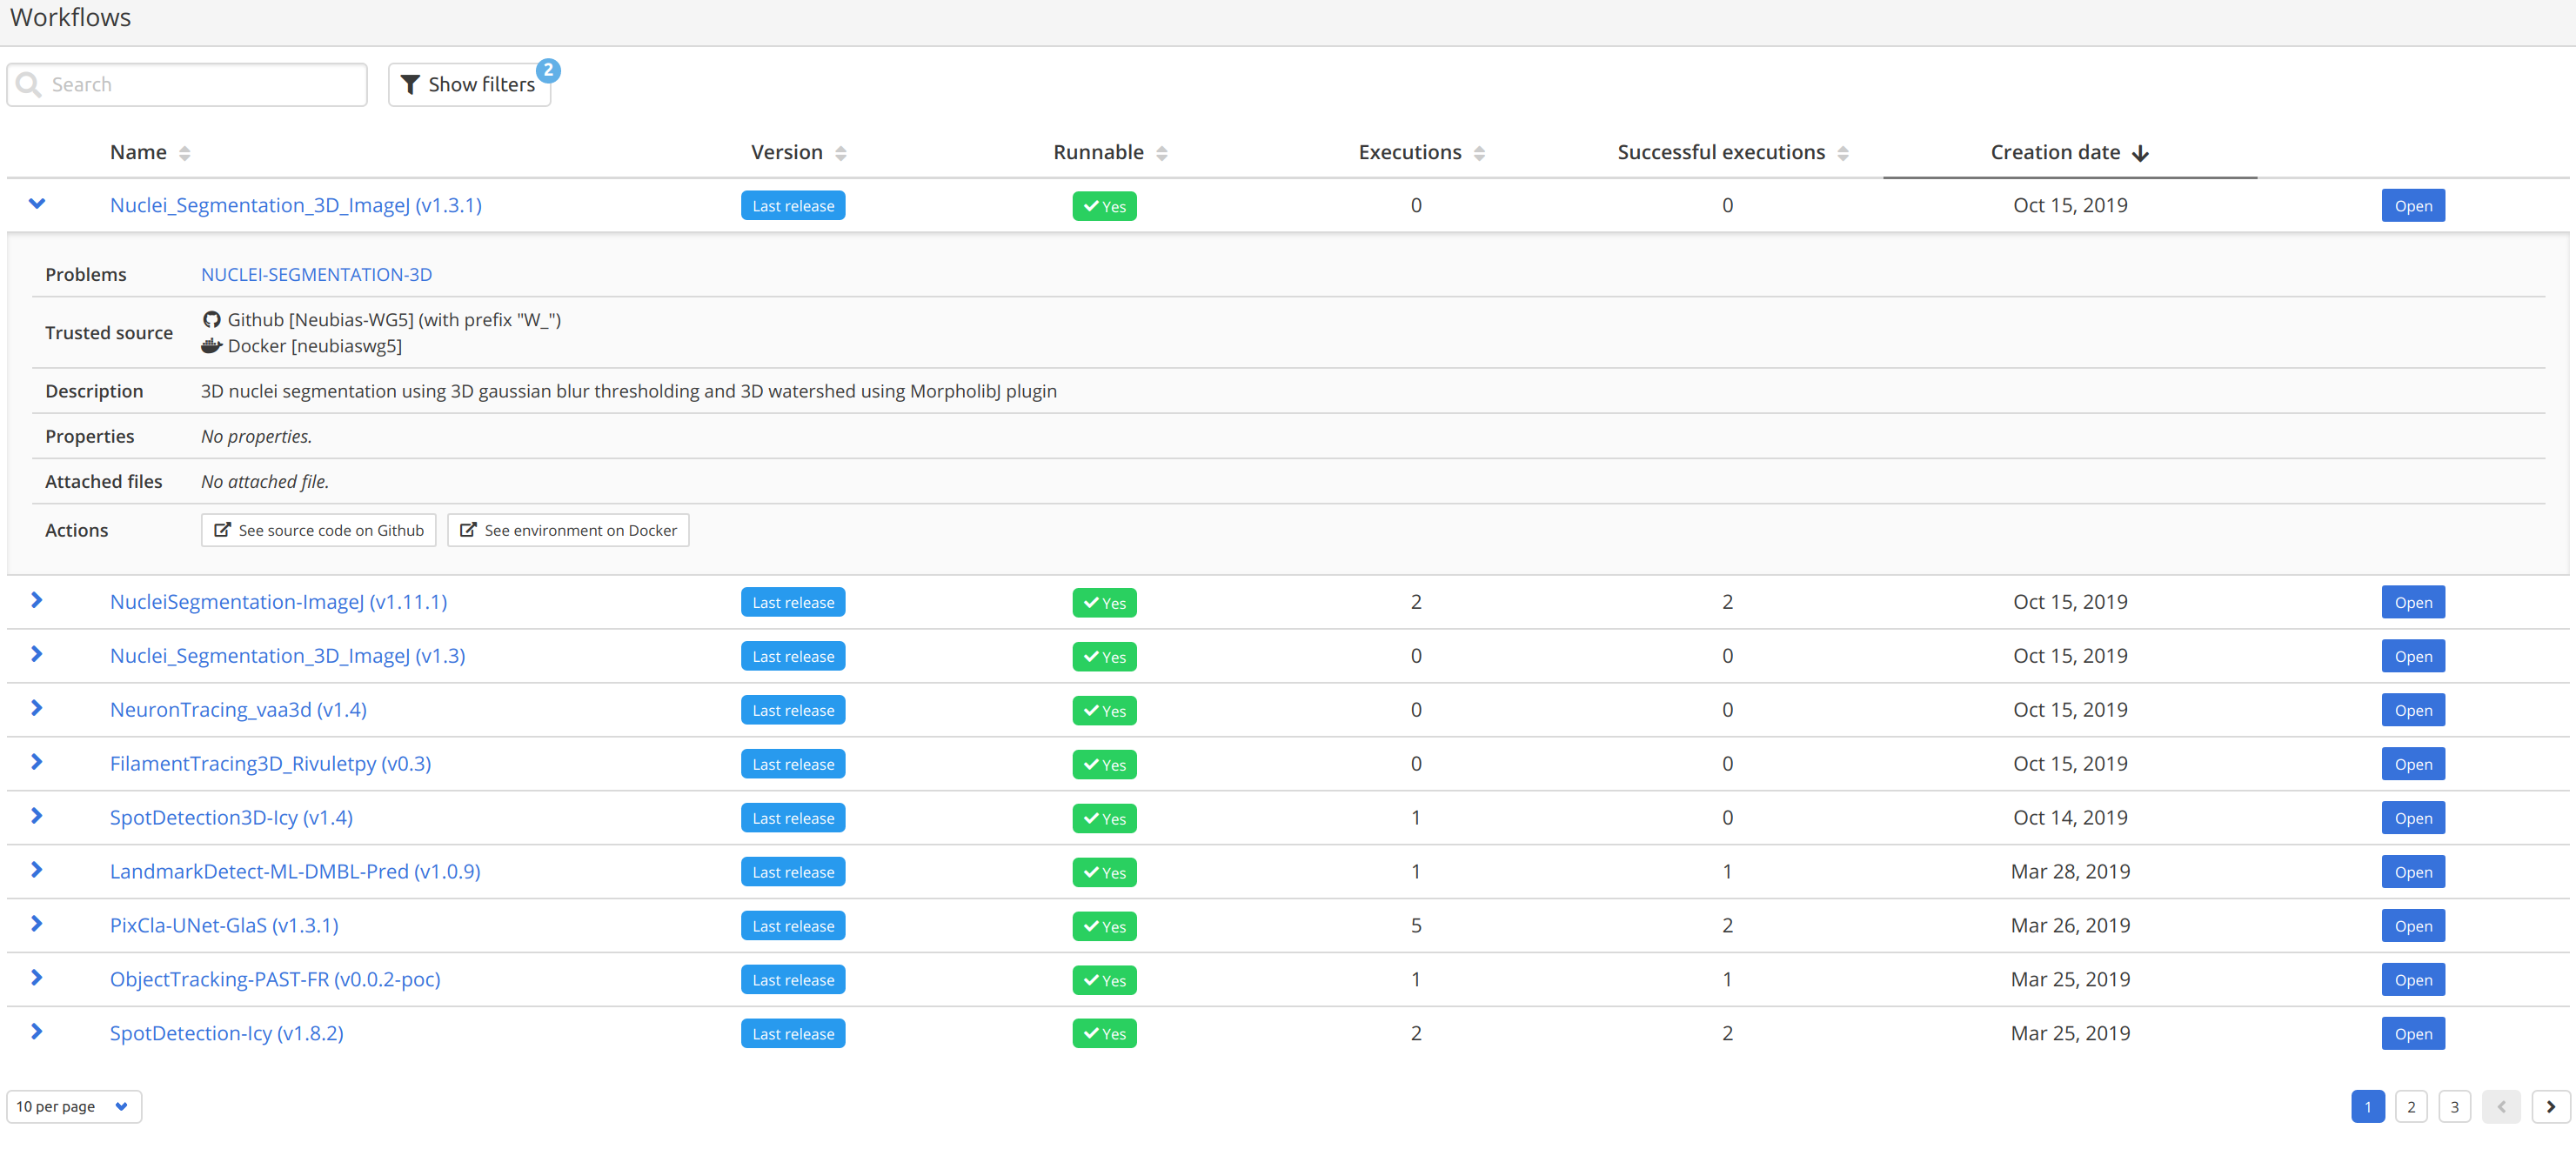 Workflows
Search
Show filters 2
Name Version Runnable Executions Successful executions Creation date
Nuclei_Segmentation_3D_ImageJ (v1.3.1) Last release Yes 0 0 Oct 15, 2019 Open
Problems NUCLEI-SEGMENTATION-3D
Trusted source Github [Neubias-WG5] (with prefix "W_")
Docker [neubiaswg5]
Description 3D nuclei segmentation using 3D gaussian blur thresholding and 3D watershed using MorpholibJ plugin
Properties No properties.
Attached files No attached file.
Actions See source code on Github See environment on Docker
NucleiSegmentation-ImageJ (v1.11.1) Last release Yes 2 2 Oct 15, 2019 Open
Nuclei_Segmentation_3D_ImageJ (v1.3) Last release Yes 0 0 Oct 15, 2019 Open
NeuronTracing_vaa3d (v1.4) Last release Yes 0 0 Oct 15, 2019 Open
FilamentTracing3D_Rivuletpy (v0.3) Last release Yes 0 0 Oct 15, 2019 Open
SpotDetection3D-Icy (v1.4) Last release Yes 1 0 Oct 14, 2019 Open
LandmarkDetect-ML-DMBL-Pred (v1.0.9) Last release Yes 1 1 Mar 28, 2019 Open
PixCla-UNet-GlaS (v1.3.1) Last release Yes 5 2 Mar 26, 2019 Open
ObjectTracking-PAST-FR (v0.0.2-poc) Last release Yes 1 1 Mar 25, 2019 Open
SpotDetection-Icy (v1.8.2) Last release Yes 2 2 Mar 25, 2019 Open
10 per page 1 2 3